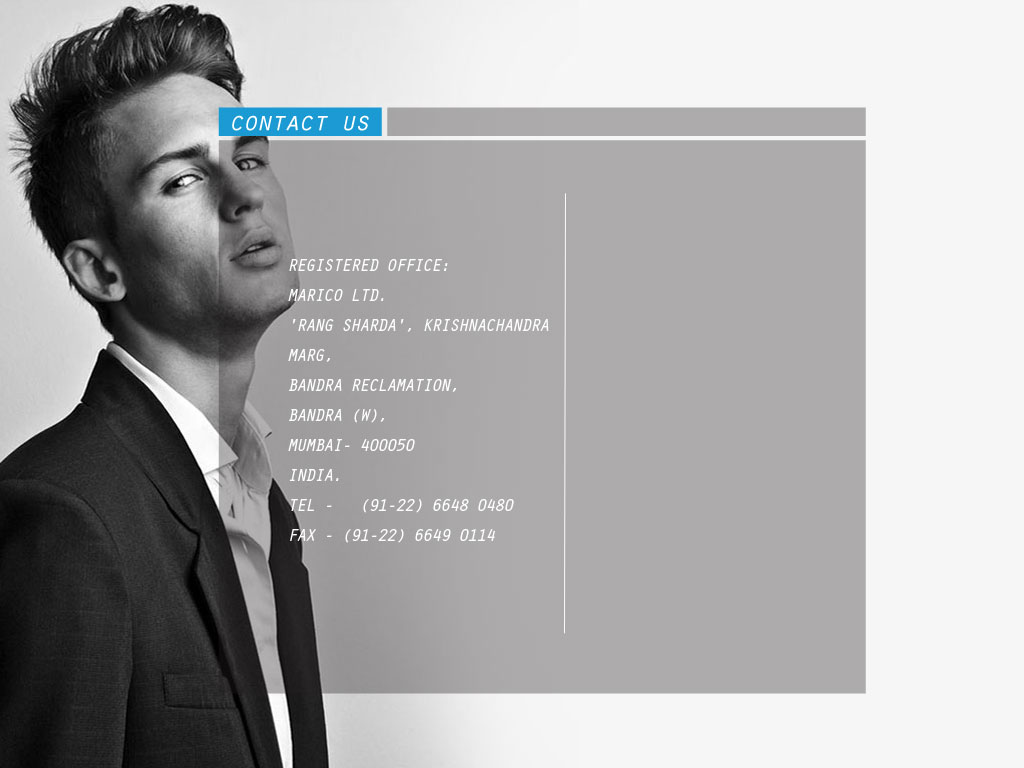 CONTACT US
REGISTERED OFFICE:
MARICO LTD.
'RANG SHARDA', KRISHNACHANDRA
MARG,
BANDRA RECLAMATION,
BANDRA (W),
MUMBAI- 400050
INDIA.
TEL -   (91-22) 6648 0480
FAX - (91-22) 6649 0114